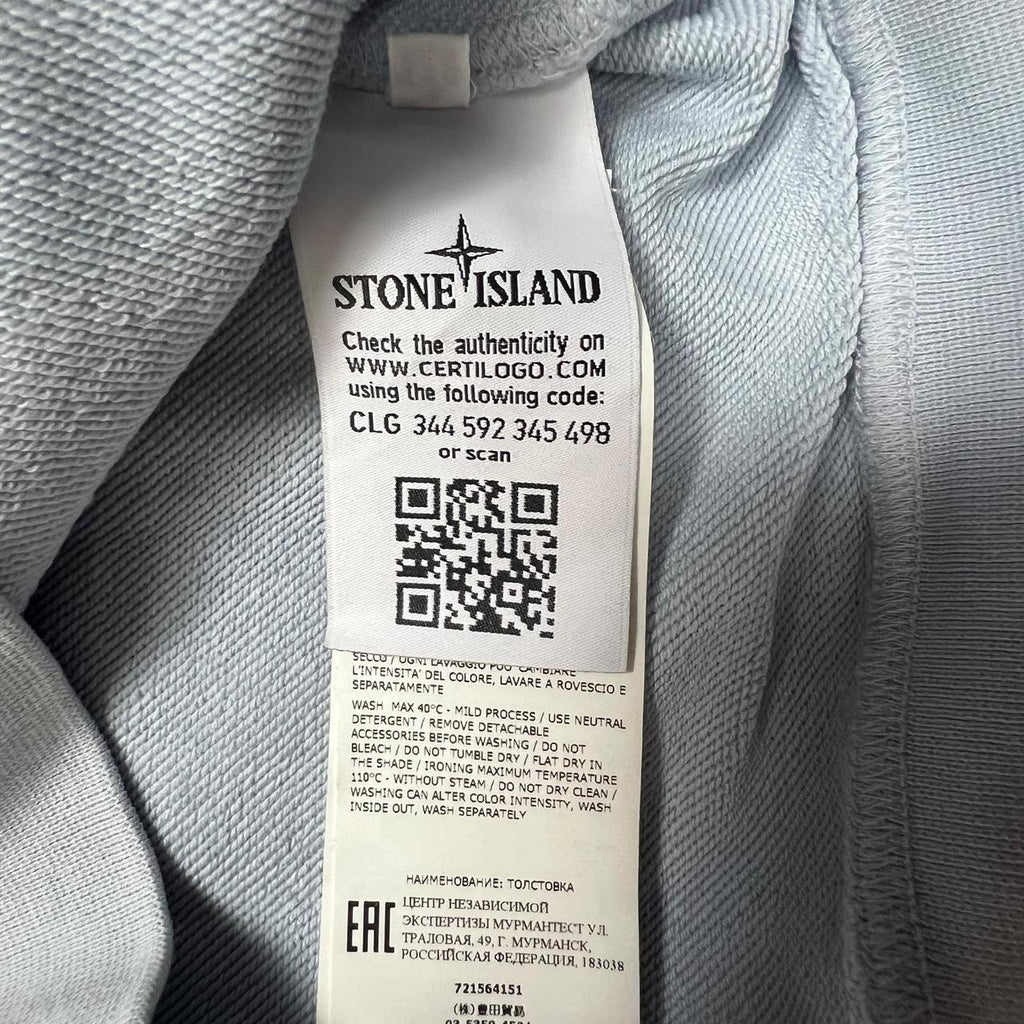 STONE ISLAND
Check the authenticity on
WWW.CERTILOGO.COM
using the following code:
CLG 344 592 345 498
or scan
SECCO / OGNI LAVAGGIO PUO' CAMBIARE
L'INTENSITA' DEL COLORE, LAVARE A ROVESCIO E
SEPARATAMENTE
WASH MAX 40°C - MILD PROCESS / USE NEUTRAL
DETERGENT / REMOVE DETACHABLE
ACCESSORIES BEFORE WASHING / DO NOT
BLEACH / DO NOT TUMBLE DRY / FLAT DRY IN
THE SHADE / IRONING MAXIMUM TEMPERATURE
110°C - WITHOUT STEAM / DO NOT DRY CLEAN /
WASHING CAN ALTER COLOR INTENSITY, WASH
INSIDE OUT, WASH SEPARATELY
НАИМЕНОВАНИЕ: ТОЛСТОВКА
EAC
ЦЕНТР НЕЗАВИСИМОЙ
ЭКСПЕРТИЗЫ МУРМАНТЕСТ УЛ.
ТРАЛОВАЯ, 49, Г. МУРМАНСК,
РОССИЙСКАЯ ФЕДЕРАЦИЯ, 183038
721564151
(株)豊田貿易